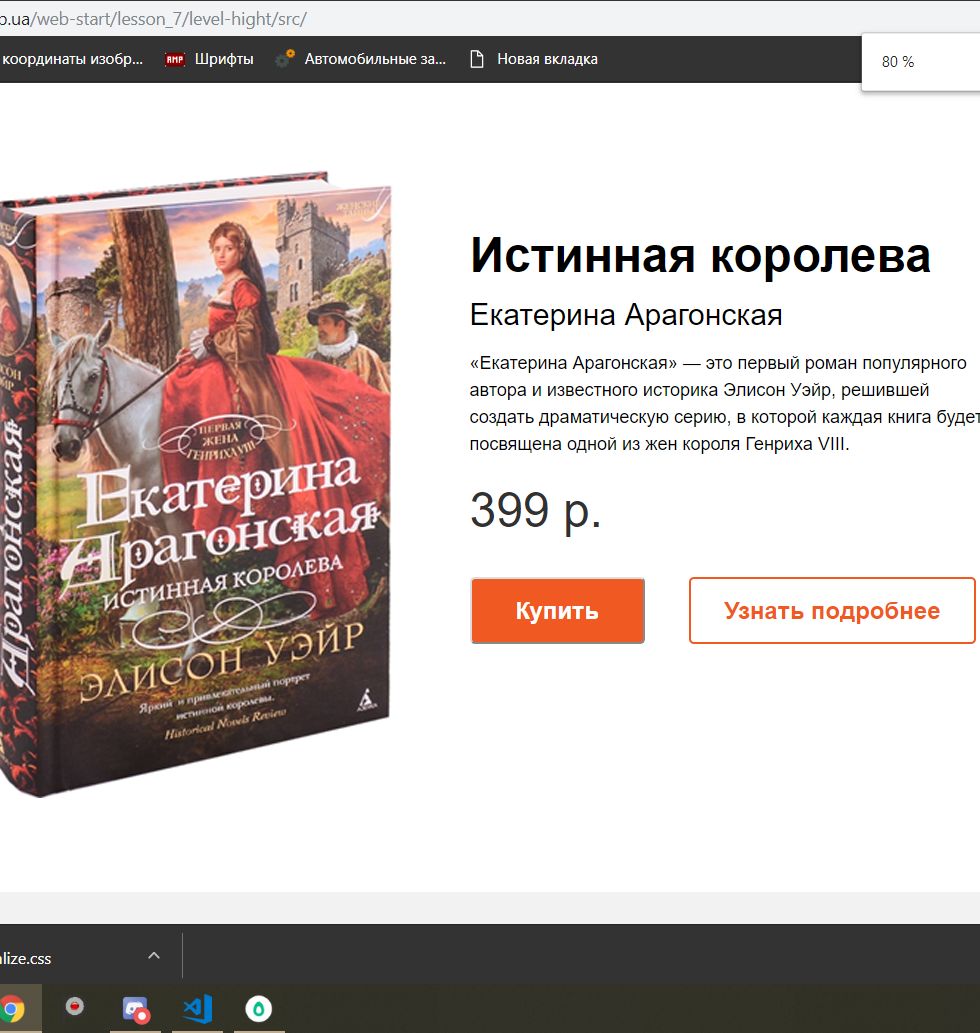 o.ua/web-start/lesson_7/level-hight/src/
координаты изобр...
Шрифты
Автомобильные за...
Новая вкладка
80 %
ЖЕНСКИЕ
ТАЙНЫ
ПЕРВАЯ
ЖЕНА
ГЕНРИХА VIII
Екатерина
Арагонская
ИСТИННАЯ КОРОЛЕВА
ЭЛИСОН УЭЙР
Яркий и привлекательный портрет
истинной королевы.
Historical Novels Review
Арагонская
Истинная королева
Екатерина Арагонская
«Екатерина Арагонская» — это первый роман популярного
автора и известного историка Элисон Уэйр, решившей
создать драматическую серию, в которой каждая книга будет
посвящена одной из жен короля Генриха VIII.
399 р.
Купить
Узнать подробнее
lize.css